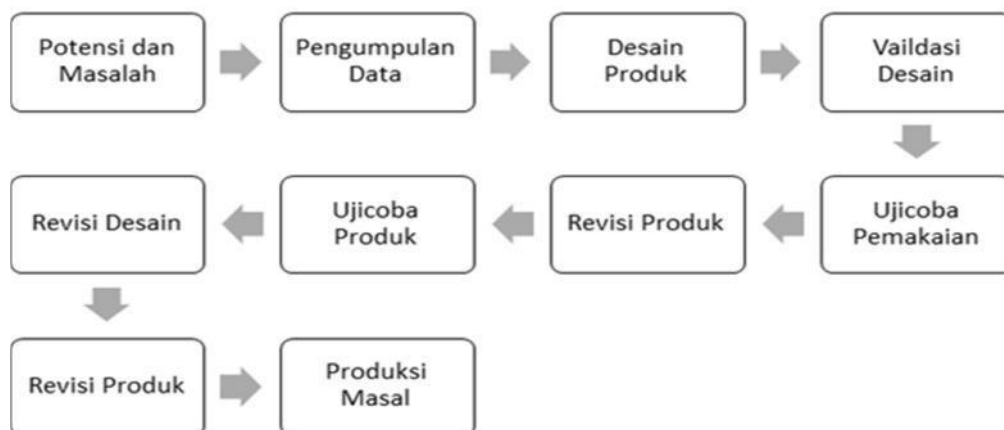 Potensi dan
Masalah
Pengumpulan
Data
Desain
Produk
Vaildasi
Desain
Ujicoba
Pemakaian
Revisi Produk
Ujicoba
Produk
Revisi Desain
Revisi Produk
Produksi
Masal